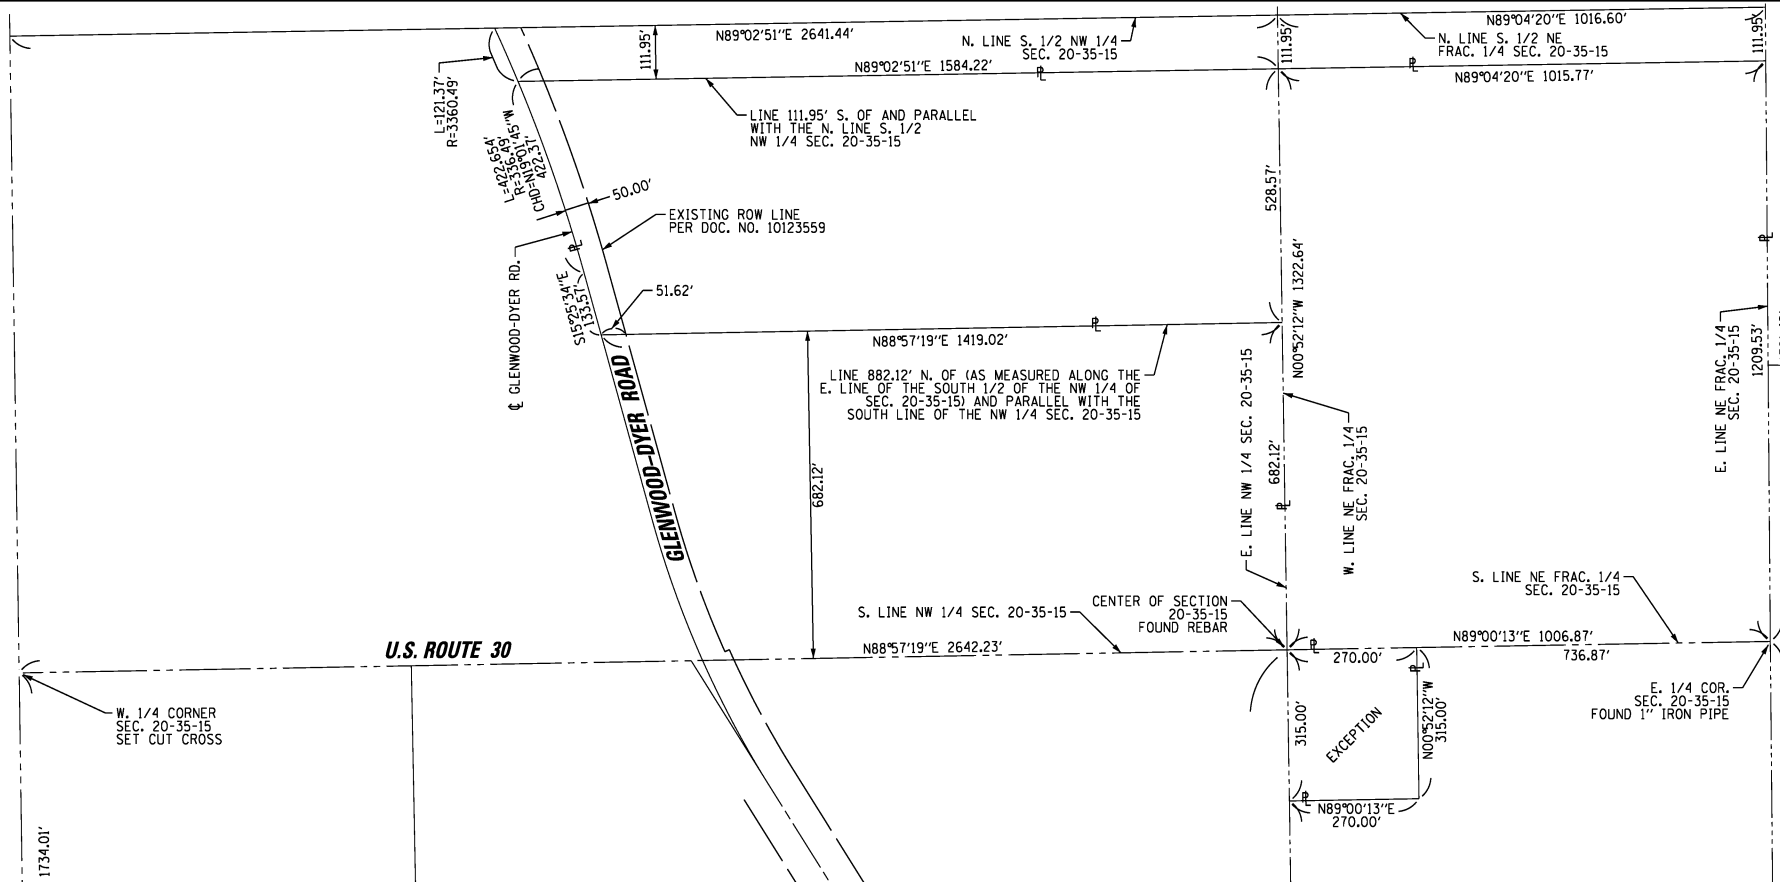 N89°02'51"E 2641.44'
N. LINE S. 1/2 NW 1/4
SEC. 20-35-15
111.95'
N89°04'20"E 1016.60'
N. LINE S. 1/2 NE
FRAC. 1/4 SEC. 20-35-15
111.95'
111.95'
N89°02'51"E 1584.22'
PL
PL
N89°04'20"E 1015.77'
L=121.37'
R=3360.49'
LINE 111.95' S. OF AND PARALLEL
WITH THE N. LINE S. 1/2
NW 1/4 SEC. 20-35-15
L=422.654'
R=336.49'
CHD=N19°01'45"W
422.37'
50.00'
EXISTING ROW LINE
PER DOC. NO. 10123559
PL
528.57'
N00°52'12"W 1322.64'
PL
℄ GLENWOOD-DYER RD.
S15°25'34"E
133.57'
51.62'
PL
N88°57'19"E 1419.02'
LINE 882.12' N. OF (AS MEASURED ALONG THE
E. LINE OF THE SOUTH 1/2 OF THE NW 1/4 OF
SEC. 20-35-15) AND PARALLEL WITH THE
SOUTH LINE OF THE NW 1/4 SEC. 20-35-15
E. LINE NE FRAC. 1/4
SEC. 20-35-15
1209.53'
GLENWOOD-DYER ROAD
682.12'
E. LINE NW 1/4 SEC. 20-35-15
682.12'
PL
W. LINE NE FRAC. 1/4
SEC. 20-35-15
S. LINE NW 1/4 SEC. 20-35-15
CENTER OF SECTION
20-35-15
FOUND REBAR
S. LINE NE FRAC. 1/4
SEC. 20-35-15
U.S. ROUTE 30
N88°57'19"E 2642.23'
PL
N89°00'13"E 1006.87'
270.00'
736.87'
PL
W. 1/4 CORNER
SEC. 20-35-15
SET CUT CROSS
E. 1/4 COR.
SEC. 20-35-15
FOUND 1" IRON PIPE
315.00'
EXCEPTION
N00°52'12"W
315.00'
PL
N89°00'13"E
270.00'
1734.01'